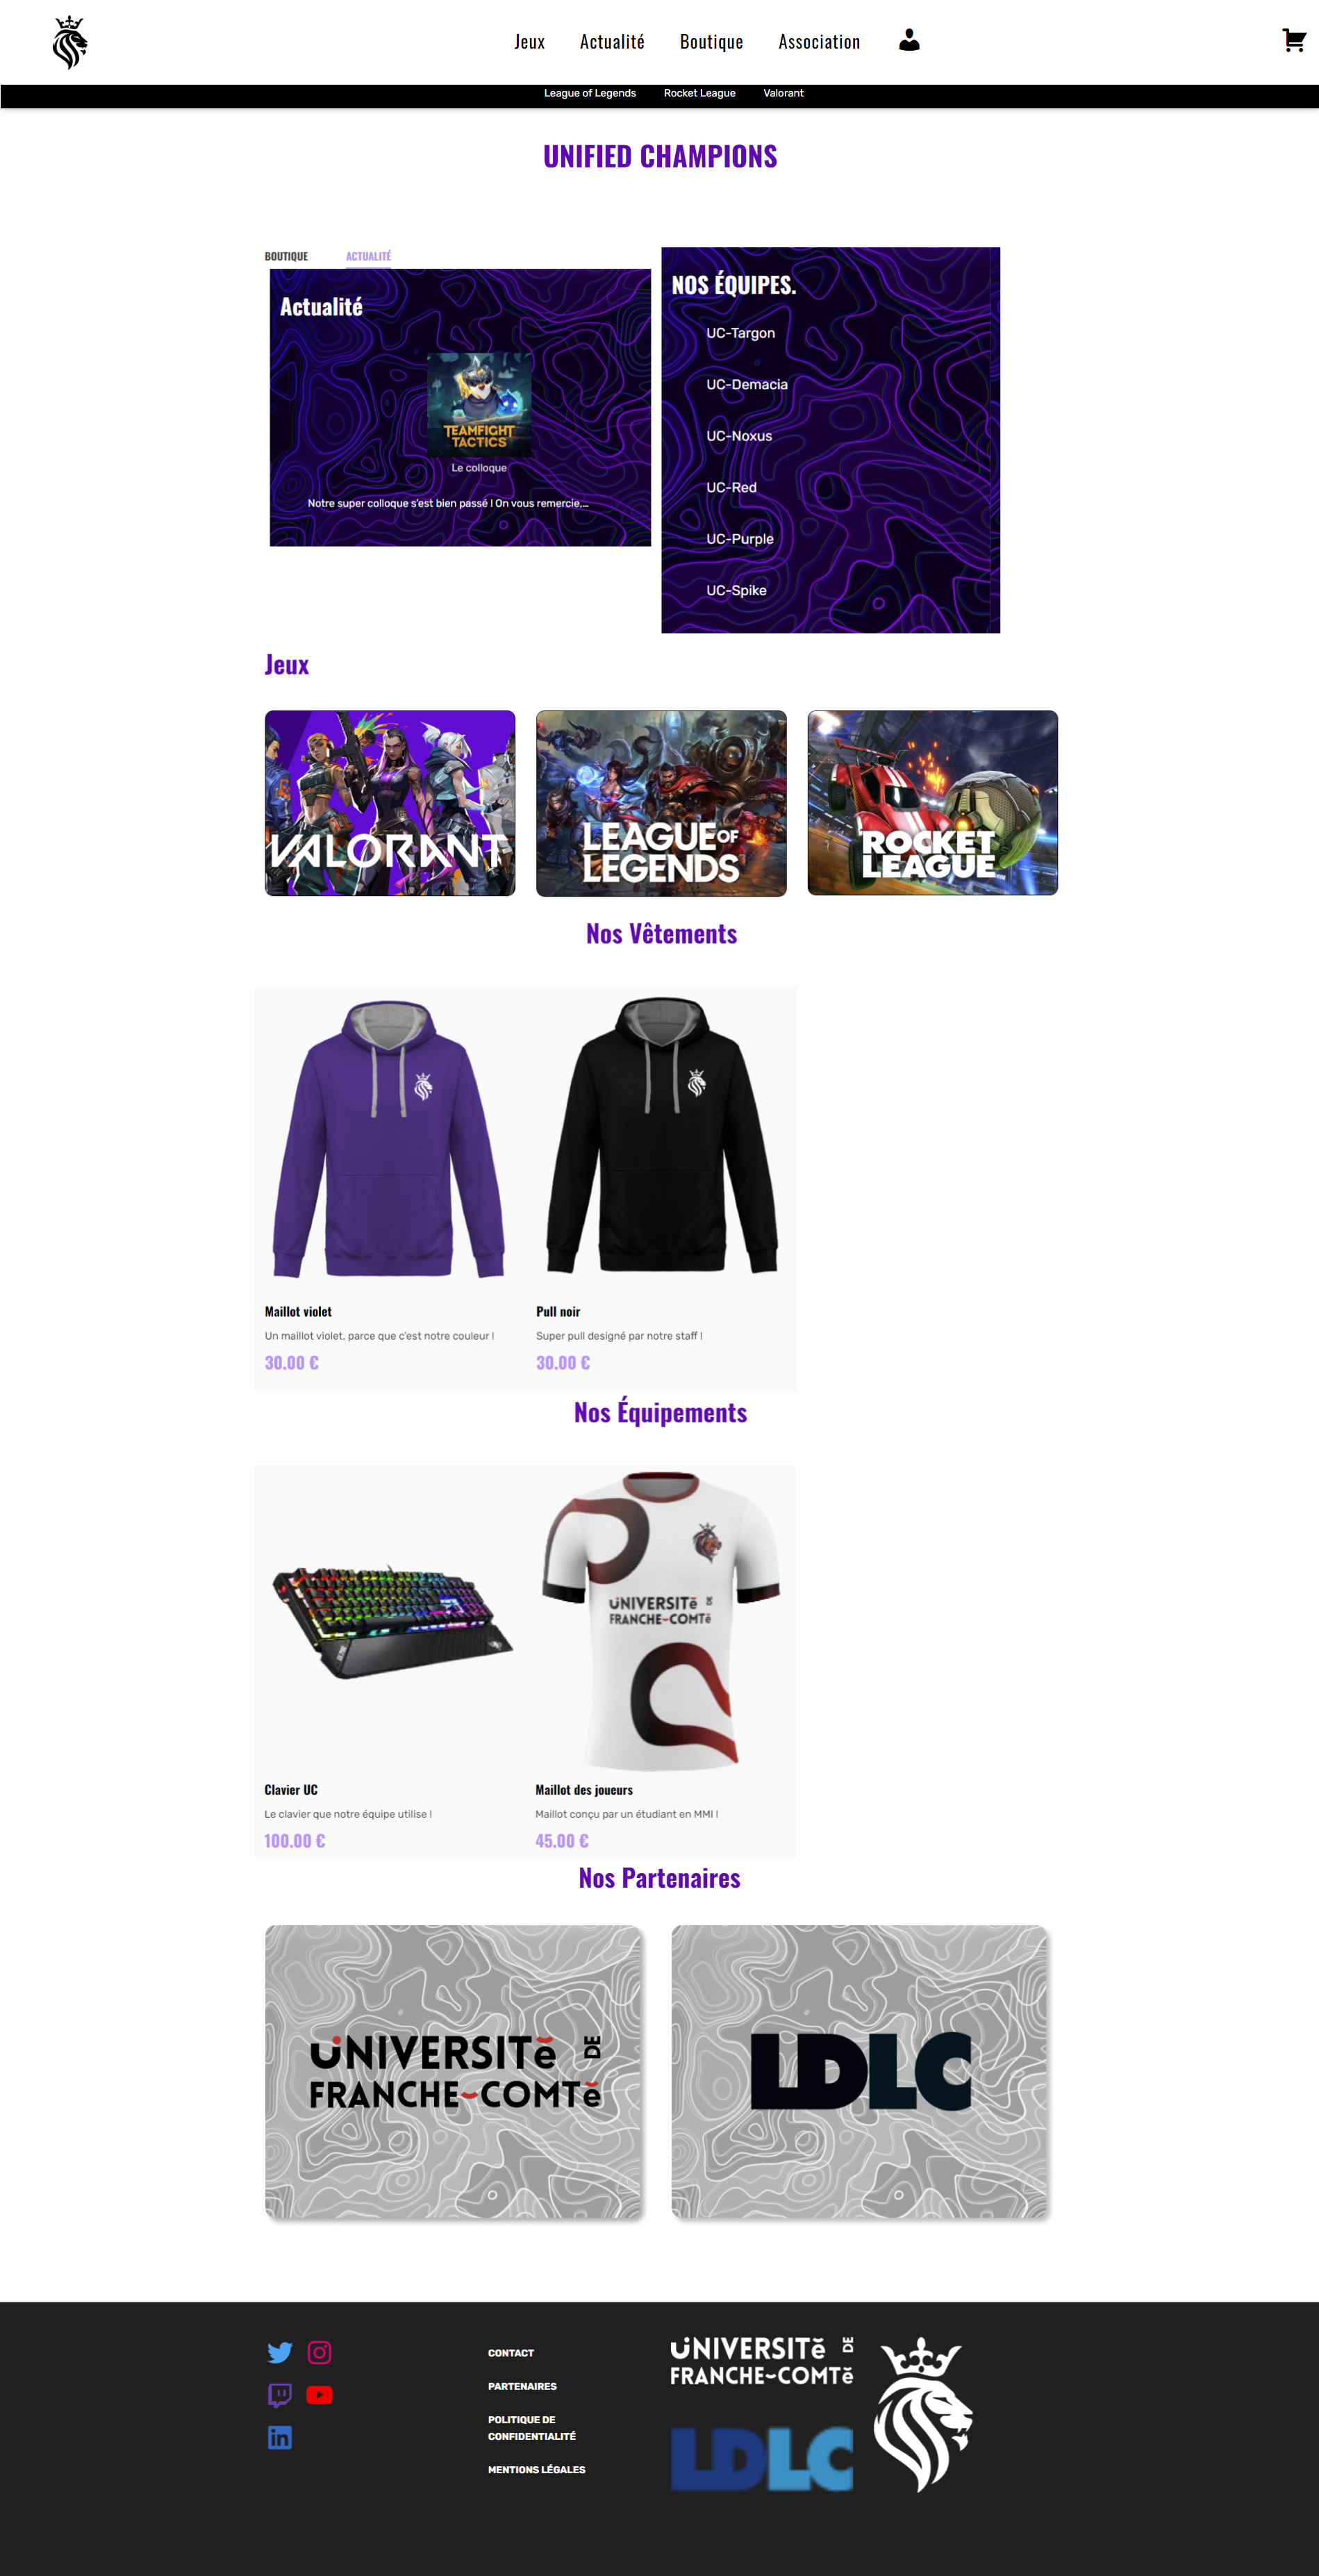 Jeux Actualité Boutique Association
League of Legends Rocket League Valorant
UNIFIED CHAMPIONS
BOUTIQUE ACTUALITÉ
Actualité
TEAMFIGHT
TACTICS
Le colloque
Notre super colloque s'est bien passé ! On vous remercie,...
NOS ÉQUIPES.
UC-Targon
UC-Demacia
UC-Noxus
UC-Red
UC-Purple
UC-Spike
Jeux
VALORANT
LEAGUE OF
LEGENDS
ROCKET
LEAGUE
Nos Vêtements
Maillot violet
Un maillot violet, parce que c'est notre couleur !
30.00 €
Pull noir
Super pull designé par notre staff !
30.00 €
Nos Équipements
UNIVERSITé DE
FRANCHE-COMTé
Clavier UC
Le clavier que notre équipe utilise !
100.00 €
Maillot des joueurs
Maillot conçu par un étudiant en MMI !
45.00 €
Nos Partenaires
UNIVERSITé DE
FRANCHE-COMTé
LDLC
CONTACT
PARTENAIRES
POLITIQUE DE
CONFIDENTIALITÉ
MENTIONS LÉGALES
UNIVERSITé DE
FRANCHE-COMTé
LDLC